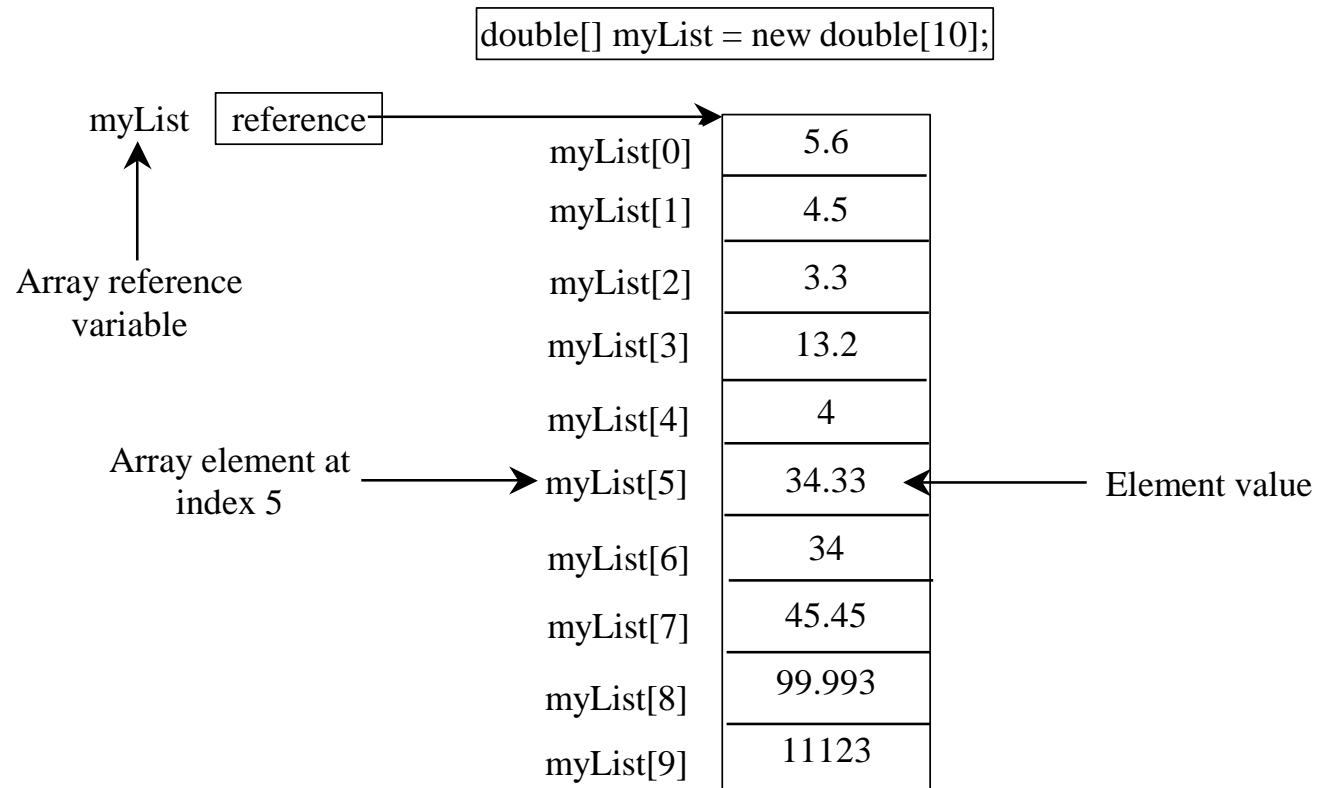 double[] myList = new double[10];
myList reference
Array reference
variable
myList[0] 5.6
myList[1] 4.5
myList[2] 3.3
myList[3] 13.2
myList[4] 4
Array element at
index 5
myList[5] 34.33
Element value
myList[6] 34
myList[7] 45.45
myList[8] 99.993
myList[9] 11123